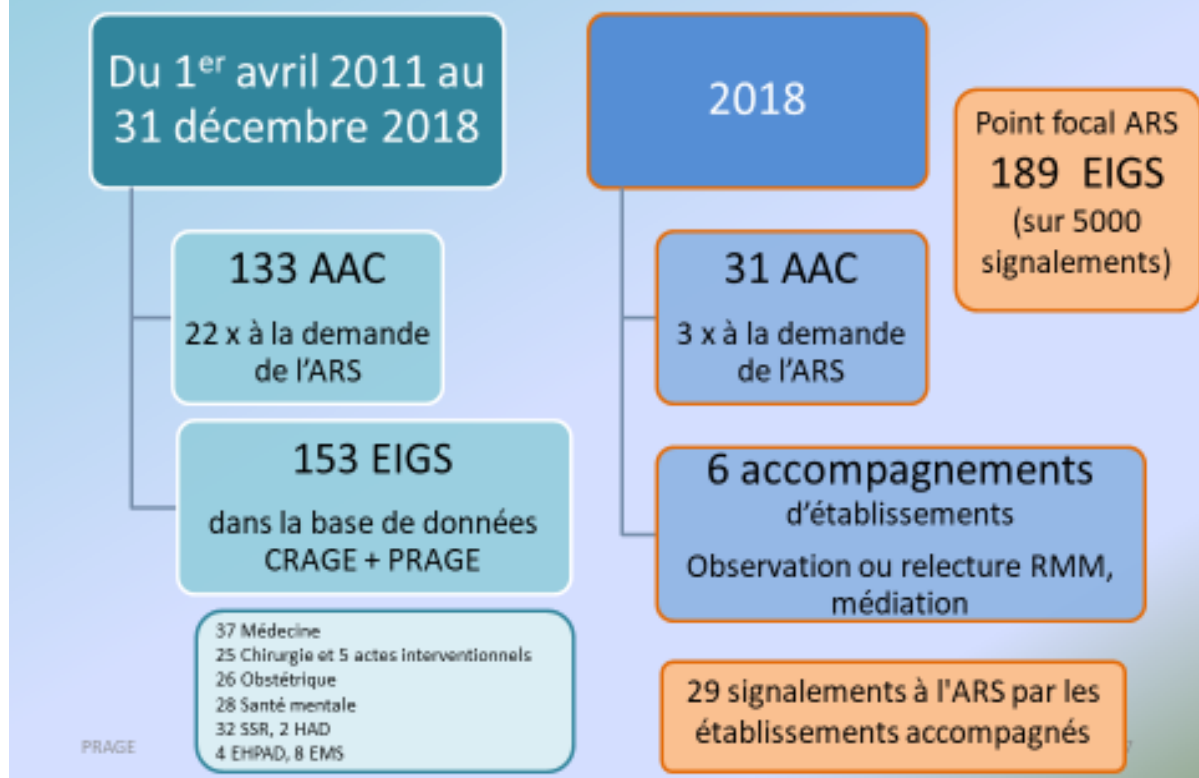 Du 1er avril 2011 au
31 décembre 2018
133 AAC
22 x à la demande
de l'ARS
153 EIGS
dans la base de données
CRAGE + PRAGE
37 Médecine
25 Chirurgie et 5 actes interventionnels
26 Obstétrique
28 Santé mentale
32 SSR, 2 HAD
4 EHPAD, 8 EMS
2018
31 AAC
3 x à la demande
de l'ARS
6 accompagnements
d'établissements
Observation ou relecture RMM,
médiation
29 signalements à l'ARS par les
établissements accompagnés
Point focal ARS
189 EIGS
(sur 5000
signalements)
PRAGE